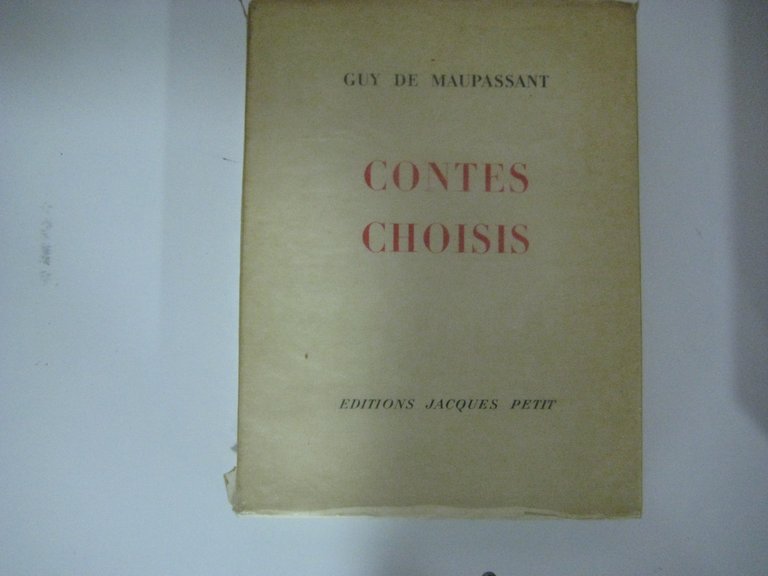 GUY DE MAUPASSANT
CONTES
CHOISIS
EDITIONS JACQUES PETIT